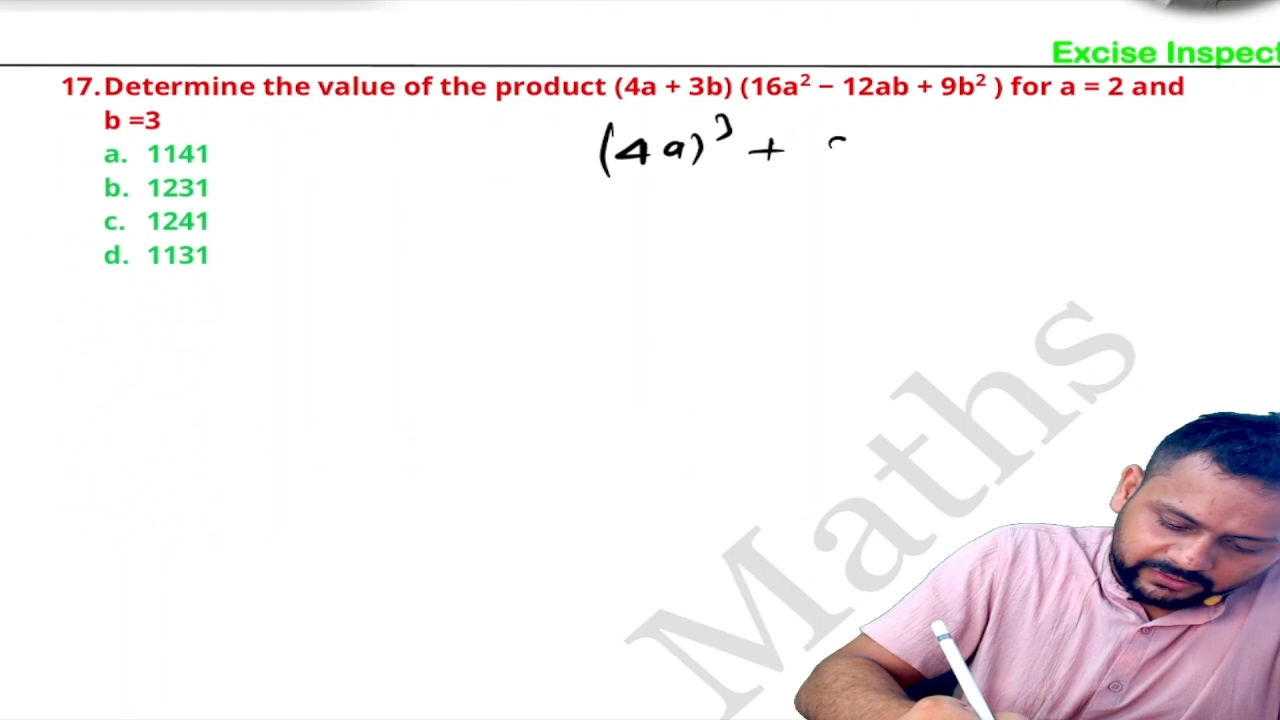 Excise Inspect
17. Determine the value of the product (4a + 3b) (16a² − 12ab + 9b² ) for a = 2 and
b =3
(4a)³ +
a. 1141
b. 1231
c. 1241
d. 1131
Maths